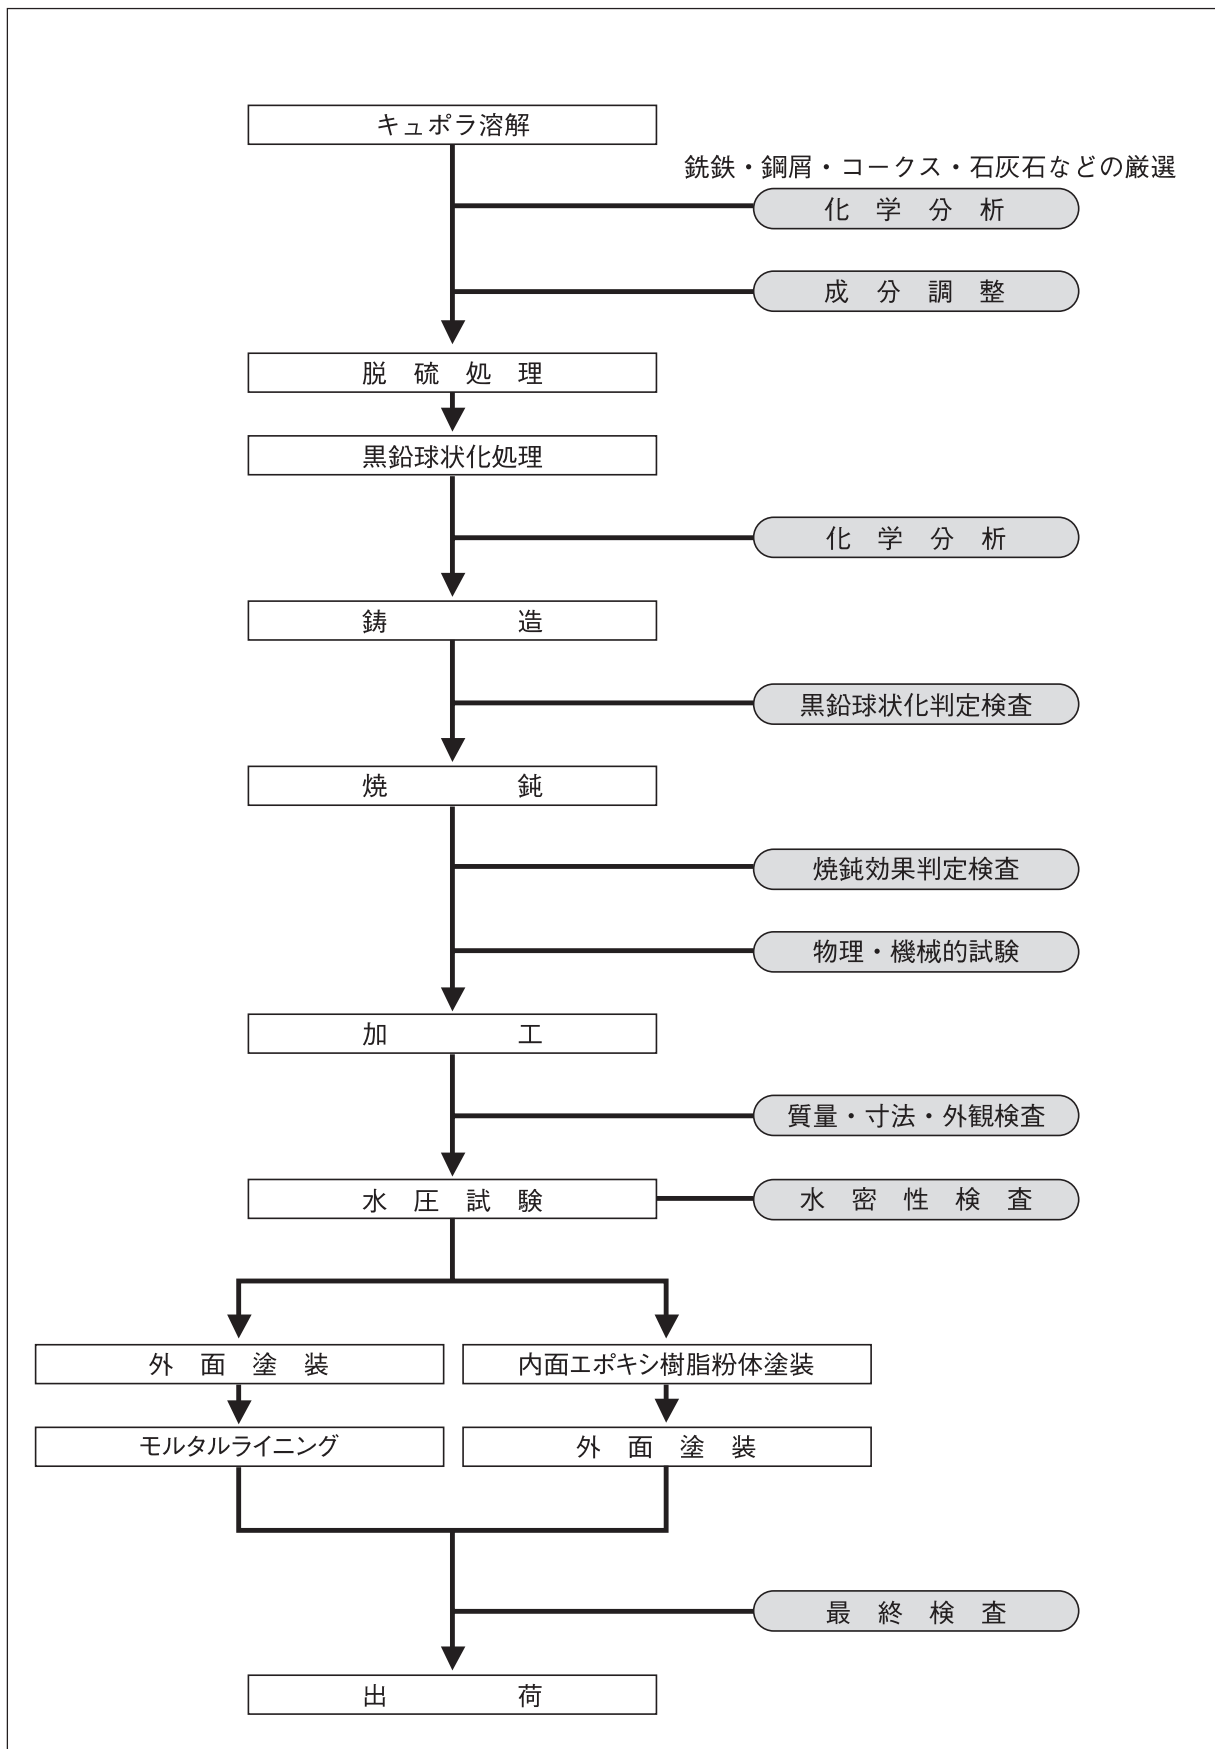 キュポラ溶解
銑鉄・鋼屑・コークス・石灰石などの厳選
化学分析
成分調整
脱硫処理
黒鉛球状化処理
化学分析
鋳造
黒鉛球状化判定検査
焼鈍
焼鈍効果判定検査
物理・機械的試験
加工
質量・寸法・外観検査
水圧試験
水密性検査
外面塗装
内面エポキシ樹脂粉体塗装
モルタルライニング
外面塗装
最終検査
出荷